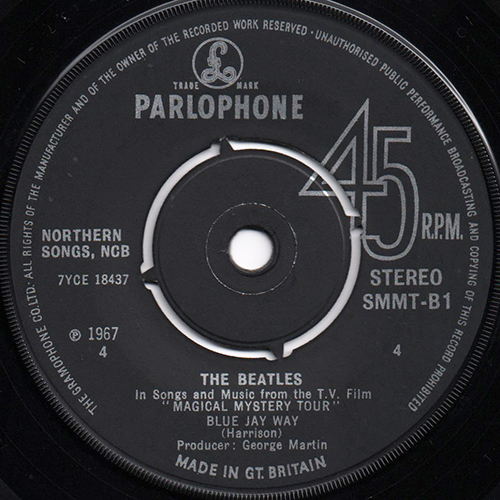 THE GRAMOPHONE CO. LTD. ALL RIGHTS OF THE MANUFACTURER AND OF THE OWNER OF THE RECORDED WORK RESERVED · UNAUTHORISED PUBLIC PERFORMANCE BROADCASTING AND COPYING OF THIS RECORD PROHIBITED
£
TRADE MARK
PARLOPHONE
45
R.P.M.
NORTHERN
SONGS, NCB
7YCE 18437
STEREO
SMMT-B1
℗ 1967
4
4
THE BEATLES
In Songs and Music from the T.V. Film
"MAGICAL MYSTERY TOUR"
BLUE JAY WAY
(Harrison)
Producer : George Martin
MADE IN GT. BRITAIN